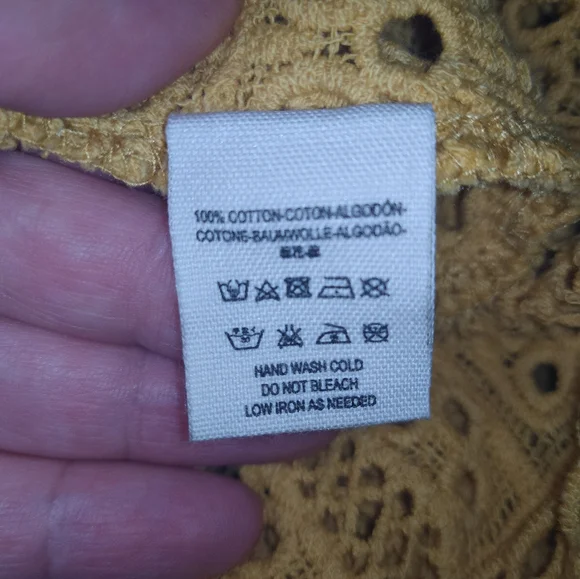 100% COTTON-COTON-ALGODÓN-
COTONE-BAUMWOLLE-ALGODÃO-
HAND WASH COLD
DO NOT BLEACH
LOW IRON AS NEEDED